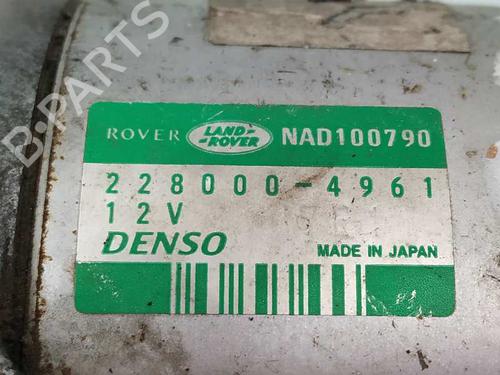 B-PARTS
ROVER LAND-ROVER NAD100790
228000-4961
12V
DENSO MADE IN JAPAN